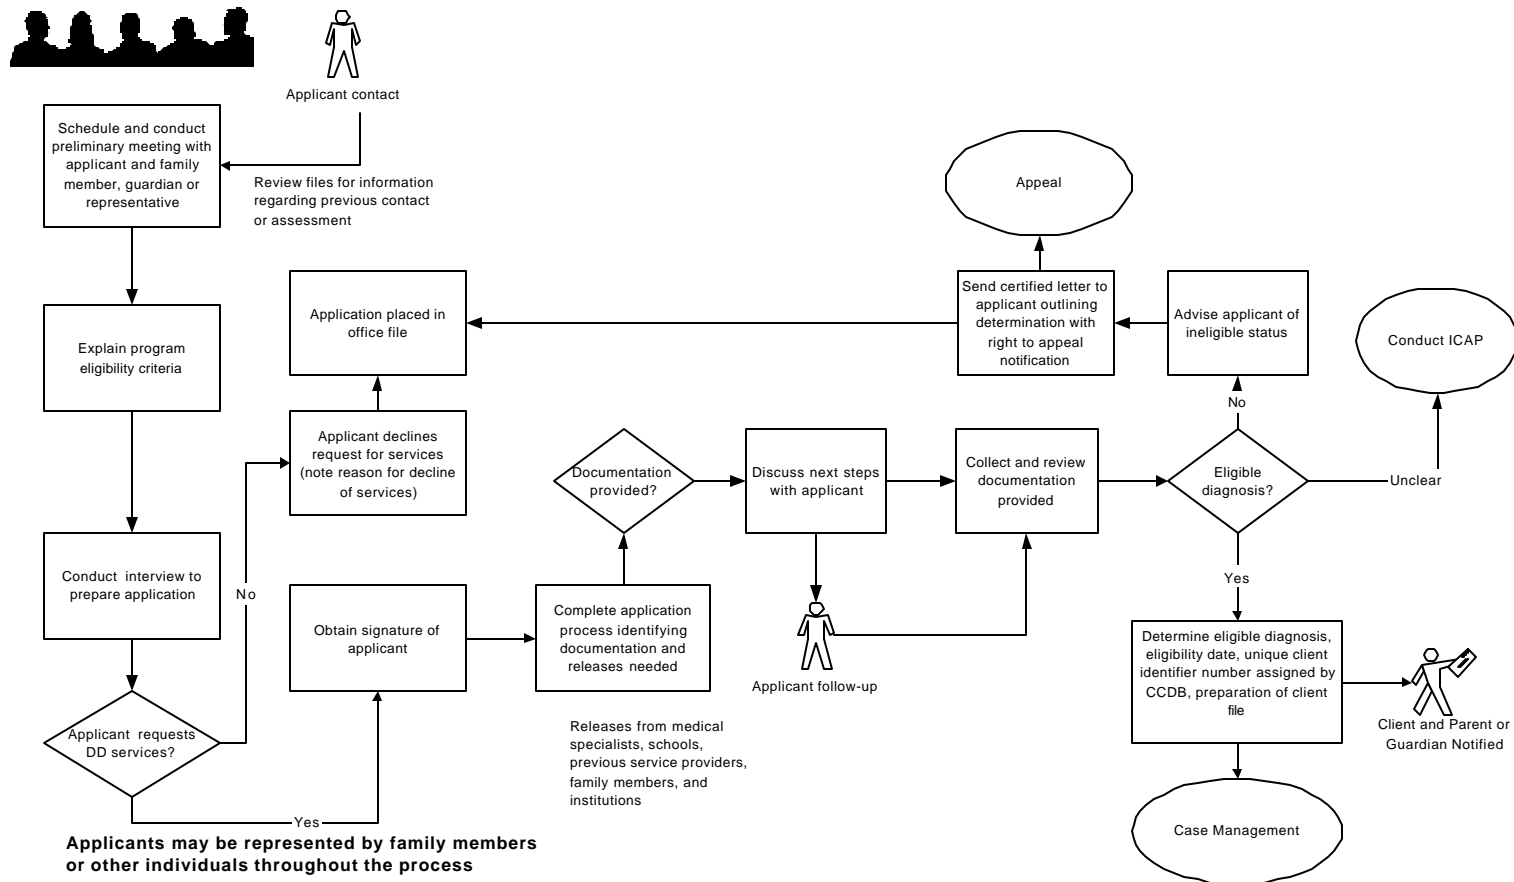 Applicant contact
Schedule and conduct
preliminary meeting with
applicant and family
member, guardian or
representative
Review files for information
regarding previous contact
or assessment
Explain program
eligibility criteria
Conduct interview to
prepare application
Applicant requests
DD services?
No
Yes
Applicant declines
request for services
(note reason for decline
of services)
Application placed in
office file
Obtain signature of
applicant
Complete application
process identifying
documentation and
releases needed
Releases from medical
specialists, schools,
previous service providers,
family members, and
institutions
Documentation
provided?
Discuss next steps
with applicant
Applicant follow-up
Collect and review
documentation
provided
Eligible
diagnosis?
No
Advise applicant of
ineligible status
Send certified letter to
applicant outlining
determination with
right to appeal
notification
Appeal
Unclear
Conduct ICAP
Yes
Determine eligible diagnosis,
eligibility date, unique client
identifier number assigned by
CCDB, preparation of client
file
Client and Parent or
Guardian Notified
Case Management
Applicants may be represented by family members
or other individuals throughout the process